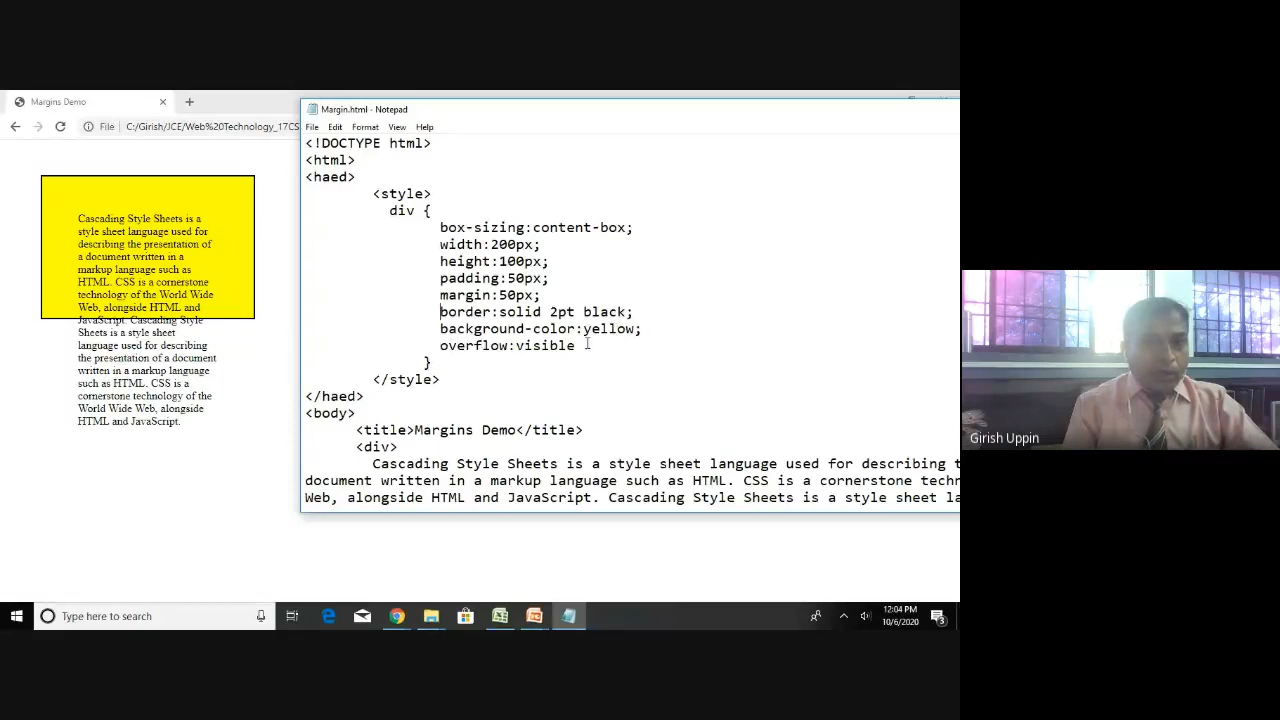 Margins Demo
File C:/Girish/JCE/Web%20Technology_17CS
Cascading Style Sheets is a
style sheet language used for
describing the presentation of
a document written in a
markup language such as
HTML. CSS is a cornerstone
technology of the World Wide
Web, alongside HTML and
JavaScript. Cascading Style
Sheets is a style sheet
language used for describing
the presentation of a document
written in a markup language
such as HTML. CSS is a
cornerstone technology of the
World Wide Web, alongside
HTML and JavaScript.
Margin.html - Notepad
File Edit Format View Help
<!DOCTYPE html>
<html>
<haed>
<style>
div {
box-sizing:content-box;
width:200px;
height:100px;
padding:50px;
margin:50px;
border:solid 2pt black;
background-color:yellow;
overflow:visible
}
</style>
</haed>
<body>
<title>Margins Demo</title>
<div>
Cascading Style Sheets is a style sheet language used for describing t
document written in a markup language such as HTML. CSS is a cornerstone techn
Web, alongside HTML and JavaScript. Cascading Style Sheets is a style sheet la
Girish Uppin
Type here to search
12:04 PM
10/6/2020
3